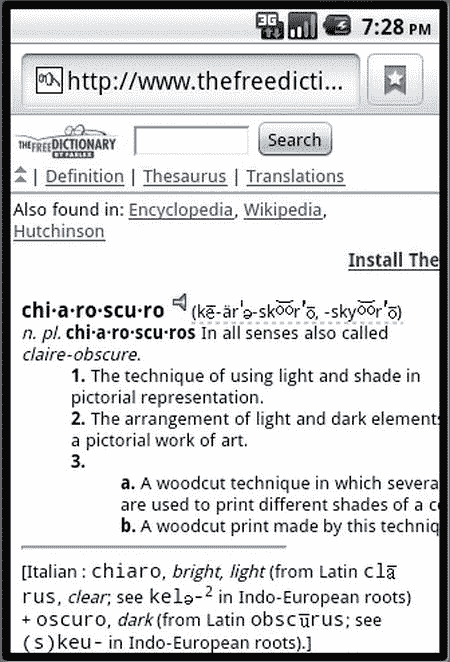 3G 7:28 PM
http://www.thefreedicti...
THEFREEDICTIONARY Search
BY FARLEX
| Definition | Thesaurus | Translations
Also found in: Encyclopedia, Wikipedia,
Hutchinson
Install The
chi·a·ro·scu·ro (kē-är′ə-sko͞or′ō, -skyo͞or′ō)
n. pl. chi·a·ro·scu·ros In all senses also called
claire-obscure.
1. The technique of using light and shade in
pictorial representation.
2. The arrangement of light and dark elements
a pictorial work of art.
3.
a. A woodcut technique in which severa
are used to print different shades of a c
b. A woodcut print made by this techniq
[Italian : chiaro, bright, light (from Latin clā
rus, clear; see kelə-2 in Indo-European roots)
+ oscuro, dark (from Latin obscūrus; see
(s)keu- in Indo-European roots).]